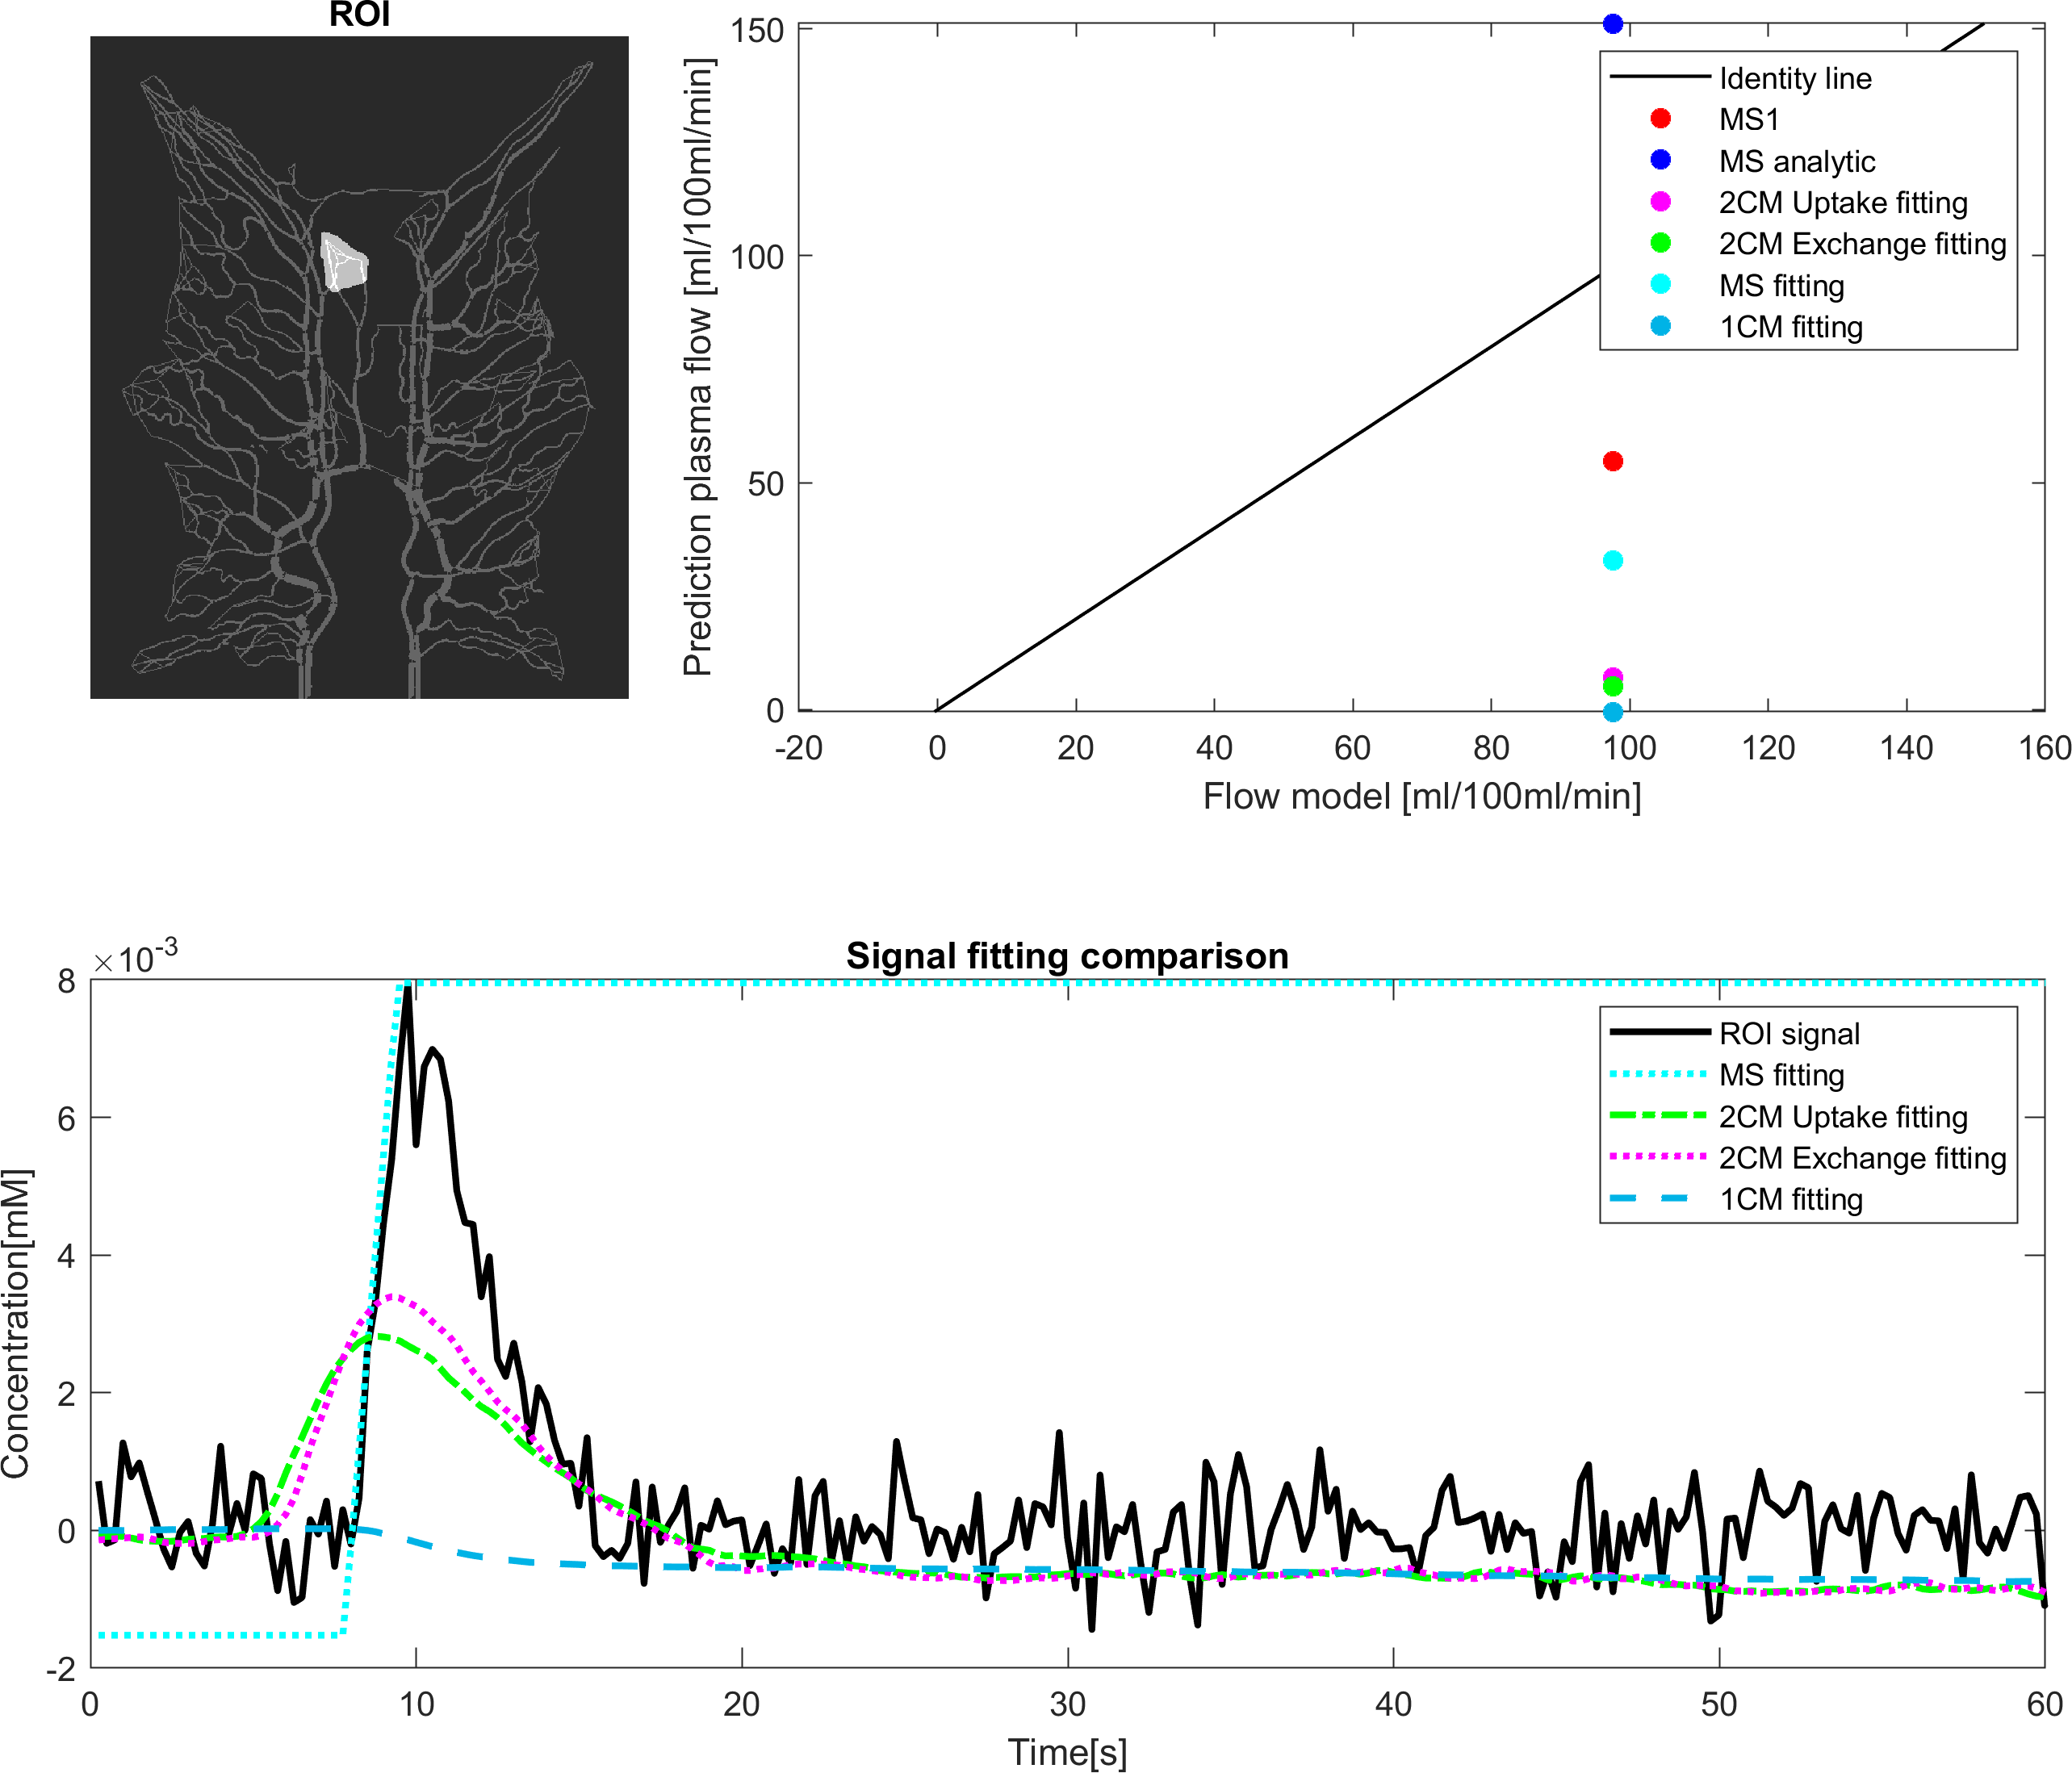 ROI
Prediction plasma flow [ml/100ml/min]
150
100
50
0
-20 0 20 40 60 80 100 120 140 160
Flow model [ml/100ml/min]
Identity line
MS1
MS analytic
2CM Uptake fitting
2CM Exchange fitting
MS fitting
1CM fitting
Signal fitting comparison
×10-3
Concentration[mM]
8
6
4
2
0
-2
0 10 20 30 40 50 60
Time[s]
ROI signal
MS fitting
2CM Uptake fitting
2CM Exchange fitting
1CM fitting